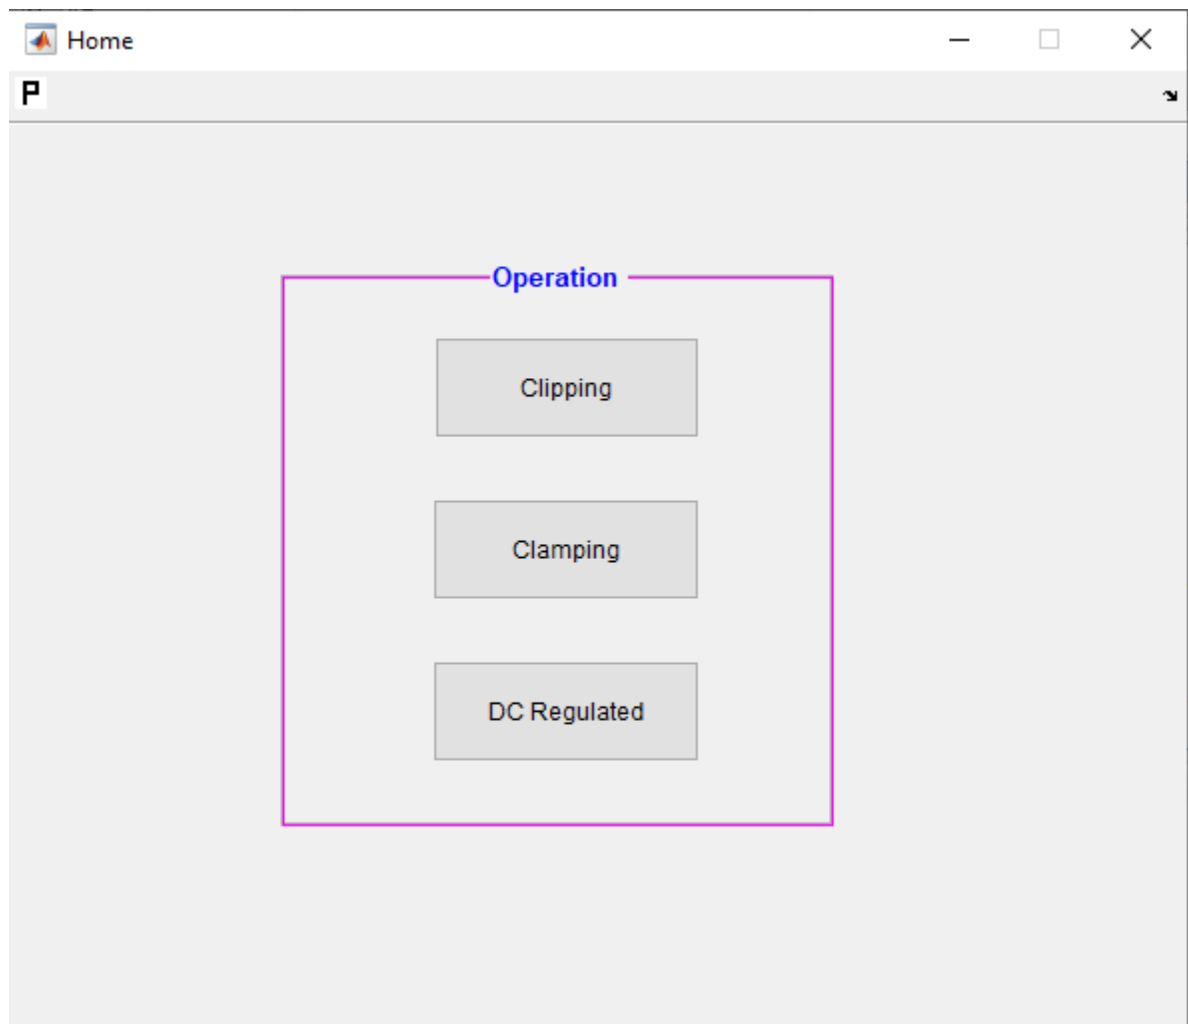 Home
P
Operation
Clipping
Clamping
DC Regulated